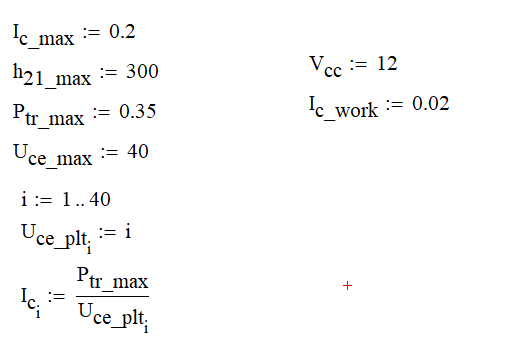 I_c_max := 0.2
h_21_max := 300
P_tr_max := 0.35
U_ce_max := 40
i := 1 .. 40
U_ce_plt_i := i
I_c_i := P_tr_max / U_ce_plt_i
V_cc := 12
I_c_work := 0.02